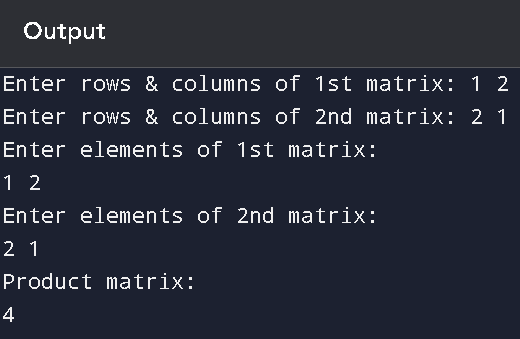 Output
Enter rows & columns of 1st matrix: 1 2
Enter rows & columns of 2nd matrix: 2 1
Enter elements of 1st matrix:
1 2
Enter elements of 2nd matrix:
2 1
Product matrix:
4